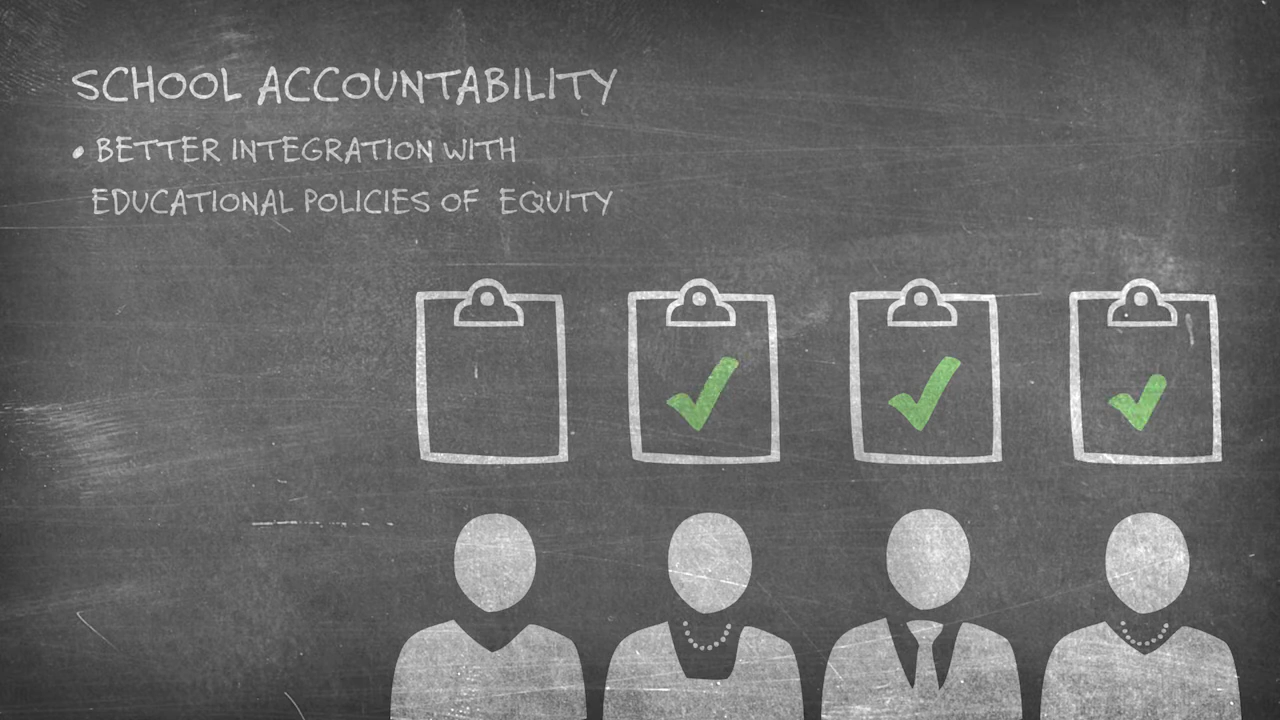 SCHOOL ACCOUNTABILITY
• BETTER INTEGRATION WITH
EDUCATIONAL POLICIES OF EQUITY